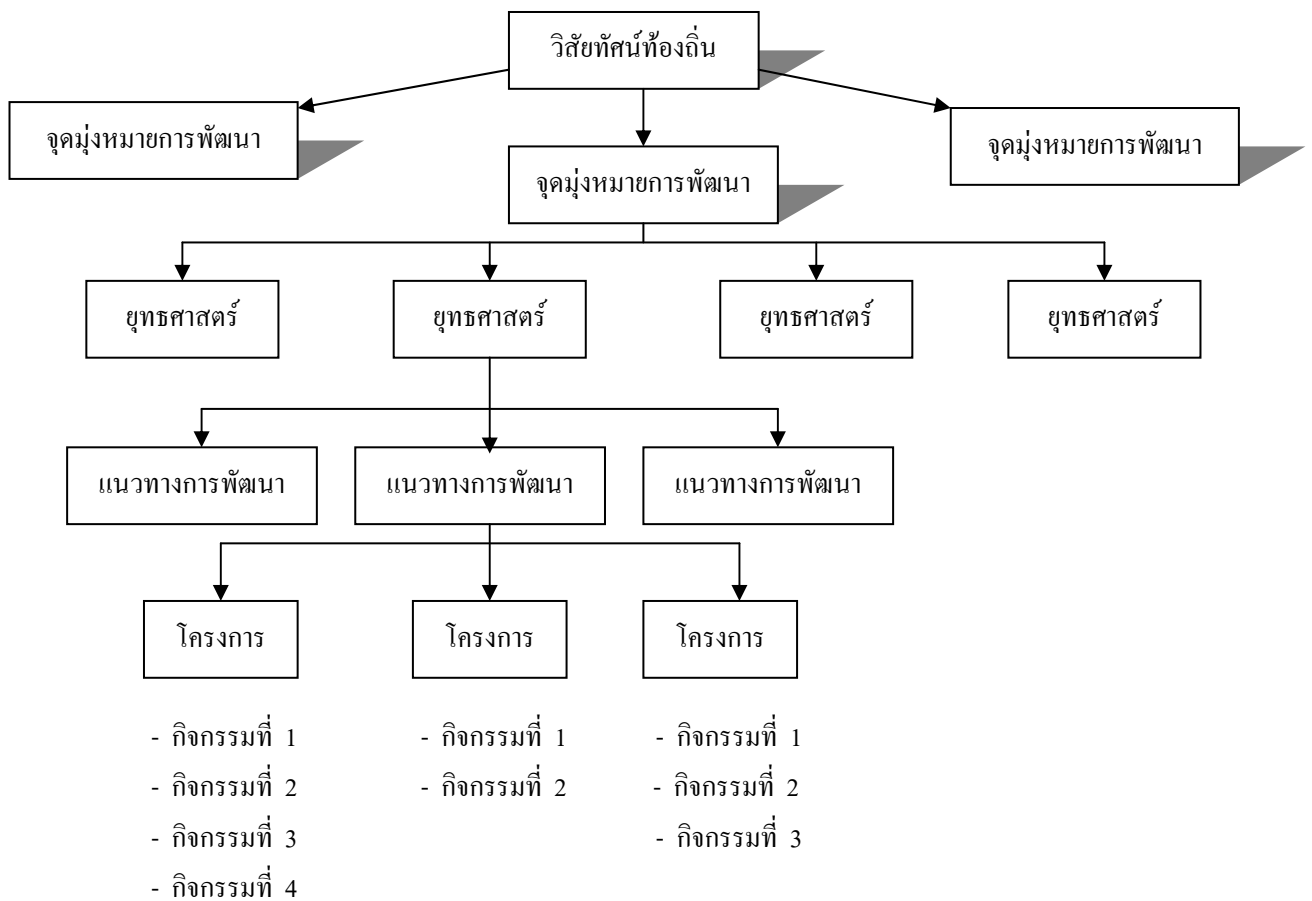 วิสัยทัศน์ท้องถิ่น
จุดมุ่งหมายการพัฒนา
จุดมุ่งหมายการพัฒนา
จุดมุ่งหมายการพัฒนา
ยุทธศาสตร์
ยุทธศาสตร์
ยุทธศาสตร์
ยุทธศาสตร์
แนวทางการพัฒนา
แนวทางการพัฒนา
แนวทางการพัฒนา
โครงการ
โครงการ
โครงการ
- กิจกรรมที่ 1
- กิจกรรมที่ 2
- กิจกรรมที่ 3
- กิจกรรมที่ 4
- กิจกรรมที่ 1
- กิจกรรมที่ 2
- กิจกรรมที่ 1
- กิจกรรมที่ 2
- กิจกรรมที่ 3